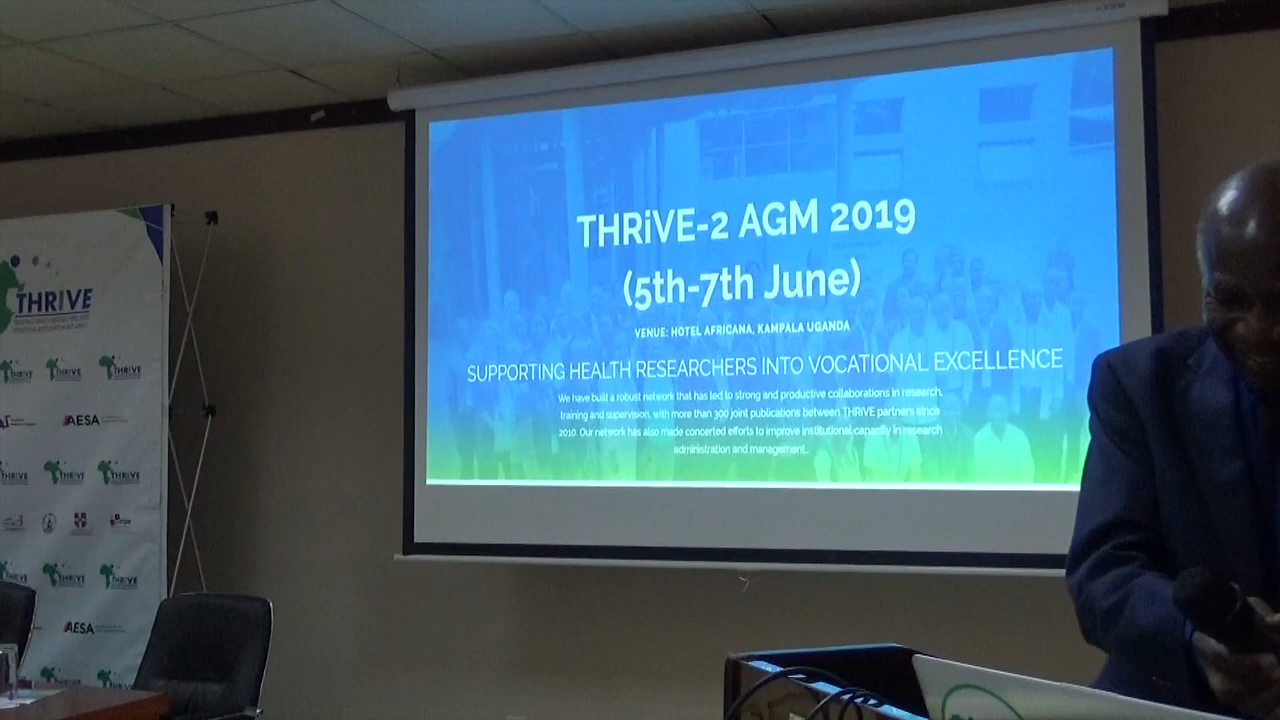 THRiVE-2 AGM 2019
(5th-7th June)
VENUE: HOTEL AFRICANA, KAMPALA UGANDA
SUPPORTING HEALTH RESEARCHERS INTO VOCATIONAL EXCELLENCE
We have built a robust network that has led to strong and productive collaborations in research,
training and supervision, with more than 300 joint publications between THRiVE partners since
2010. Our network has also made concerted efforts to improve institutional capacity in research
administration and management...
THRIVE
THRIVE
THRIVE
THRIVE
AESA
THRIVE
THRIVE
THRIVE
THRIVE
THRIVE
THRIVE
AESA